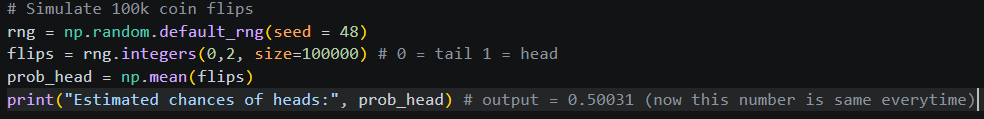 # Simulate 100k coin flips
rng = np.random.default_rng(seed = 48)
flips = rng.integers(0,2, size=100000) # 0 = tail 1 = head
prob_head = np.mean(flips)
print("Estimated chances of heads:", prob_head) # output = 0.50031 (now this number is same everytime)